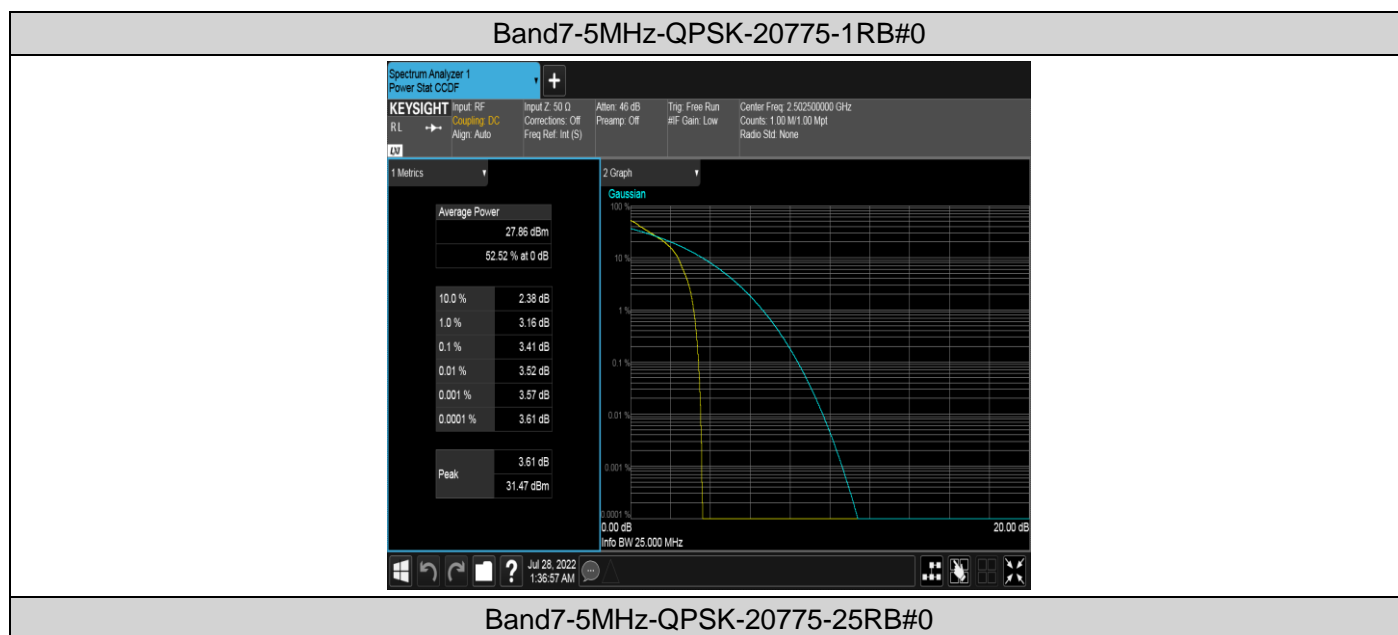 Band7-5MHz-QPSK-20775-1RB#0
Spectrum Analyzer 1
Power Stat CCDF
KEYSIGHT
RL
LXI
Input: RF
Coupling: DC
Align: Auto
Input Z: 50 Ω
Corrections: Off
Freq Ref: Int (S)
Atten: 46 dB
Preamp: Off
Trig: Free Run
#IF Gain: Low
Center Freq: 2.502500000 GHz
Counts: 1.00 M/1.00 Mpt
Radio Std: None
1 Metrics
Average Power
27.86 dBm
52.52 % at 0 dB
10.0 % 2.38 dB
1.0 % 3.16 dB
0.1 % 3.41 dB
0.01 % 3.52 dB
0.001 % 3.57 dB
0.0001 % 3.61 dB
Peak
3.61 dB
31.47 dBm
2 Graph
Gaussian
100 %
10 %
1 %
0.1 %
0.01 %
0.001 %
0.0001 %
0.00 dB 20.00 dB
Info BW 25.000 MHz
?
Jul 28, 2022
1:36:57 AM
Band7-5MHz-QPSK-20775-25RB#0